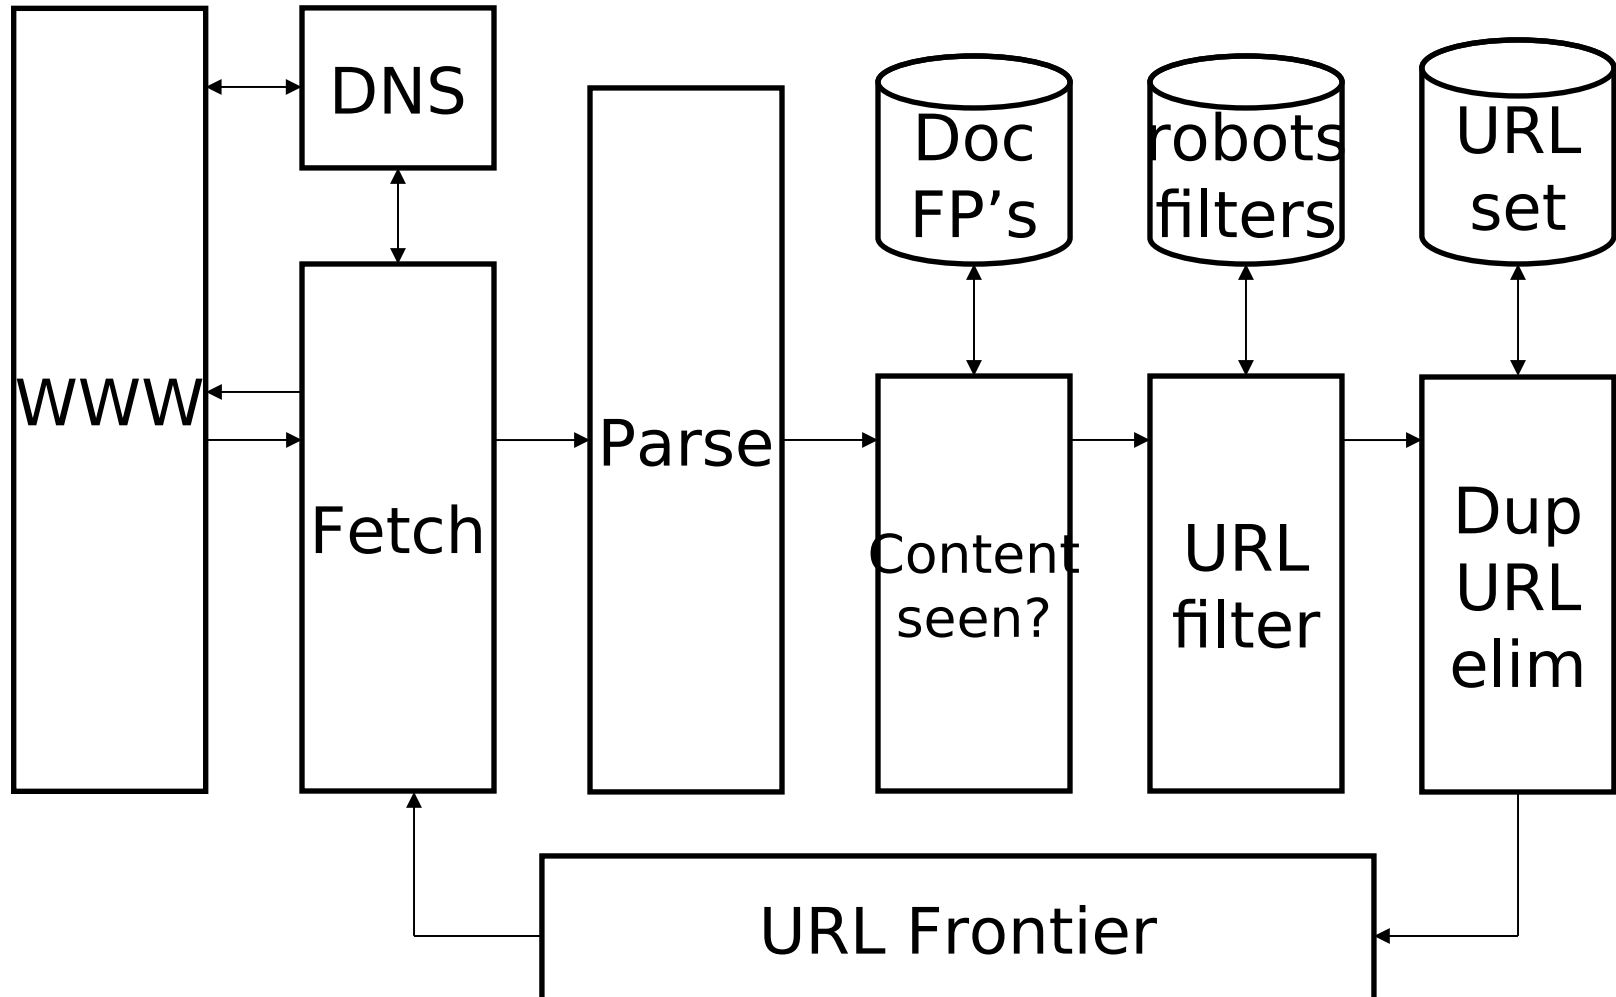 WWW
DNS
Fetch
Parse
Doc
FP’s
robots
filters
URL
set
Content
seen?
URL
filter
Dup
URL
elim
URL Frontier